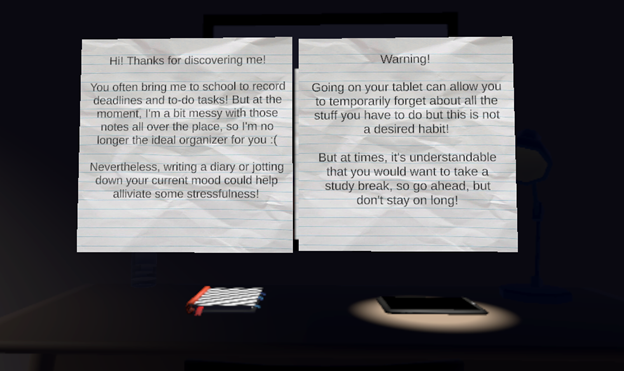 Hi! Thanks for discovering me!
You often bring me to school to record
deadlines and to-do tasks! But at the
moment, I'm a bit messy with those
notes all over the place, so I'm no
longer the ideal organizer for you :(
Nevertheless, writing a diary or jotting
down your current mood could help
alliviate some stressfulness!
Warning!
Going on your tablet can allow you
to temporarily forget about all the
stuff you have to do but this is not
a desired habit!
But at times, it's understandable
that you would want to take a
study break, so go ahead, but
don't stay on long!